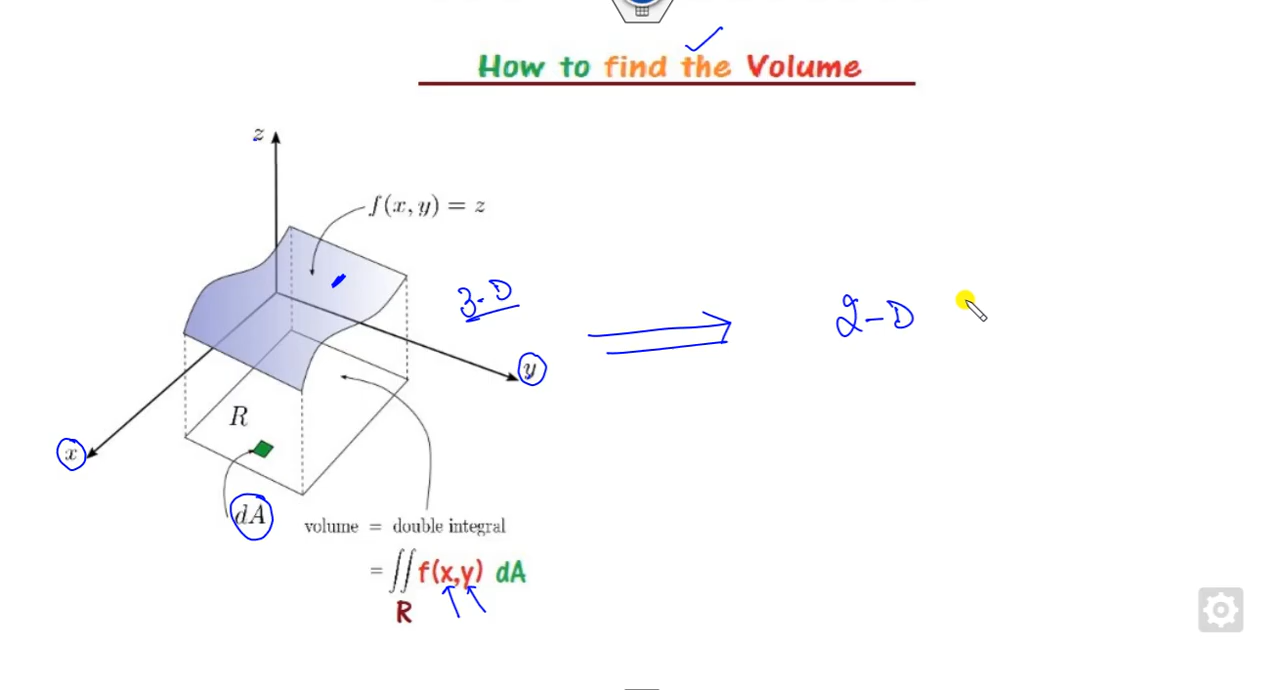 How to find the Volume
z
f(x, y) = z
3-D
2-D
y
R
x
dA
volume = double integral
= ∬ f(x,y) dA
R